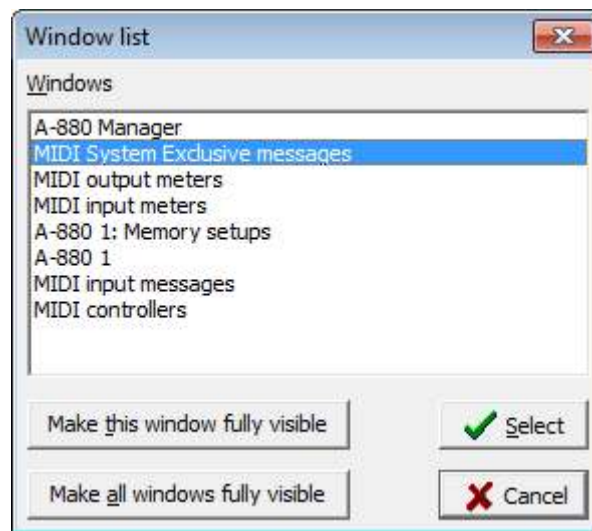 Window list
Windows
A-880 Manager
MIDI System Exclusive messages
MIDI output meters
MIDI input meters
A-880 1: Memory setups
A-880 1
MIDI input messages
MIDI controllers
Make this window fully visible
Select
Make all windows fully visible
Cancel